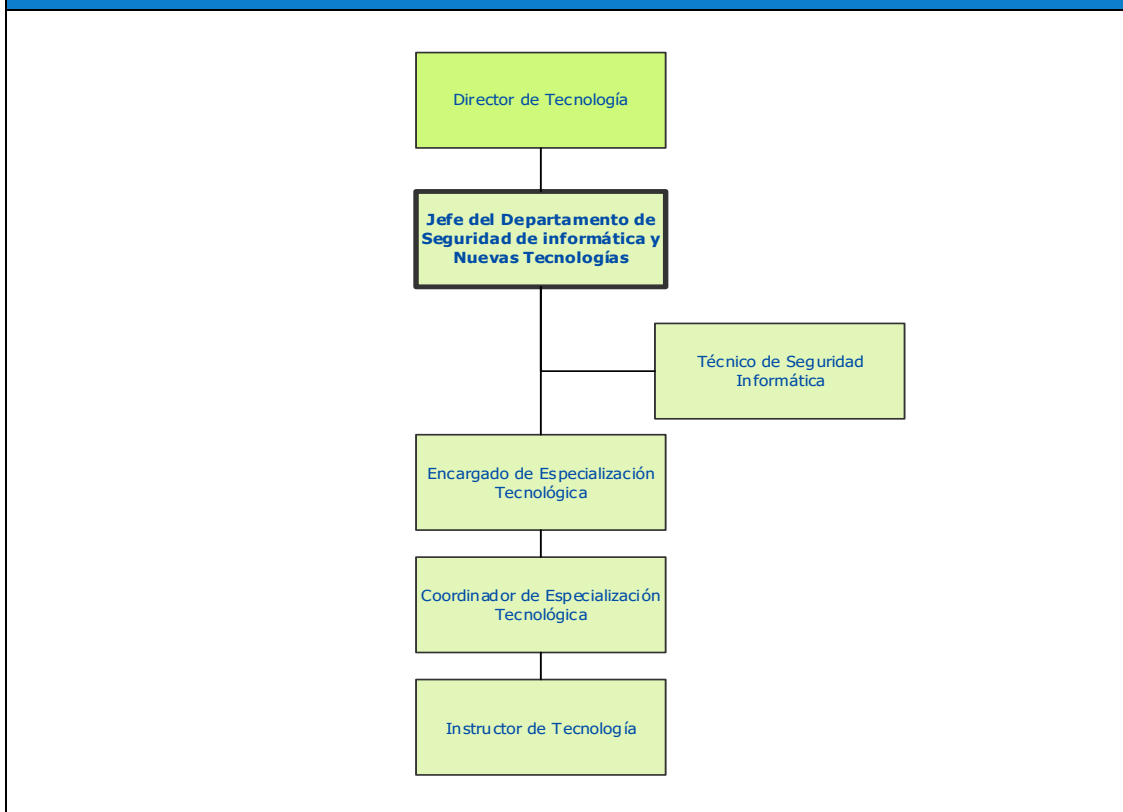 Director de Tecnología
Jefe del Departamento de
Seguridad de informática y
Nuevas Tecnologías
Técnico de Seguridad
Informática
Encargado de Especialización
Tecnológica
Coordinador de Especialización
Tecnológica
Instructor de Tecnología